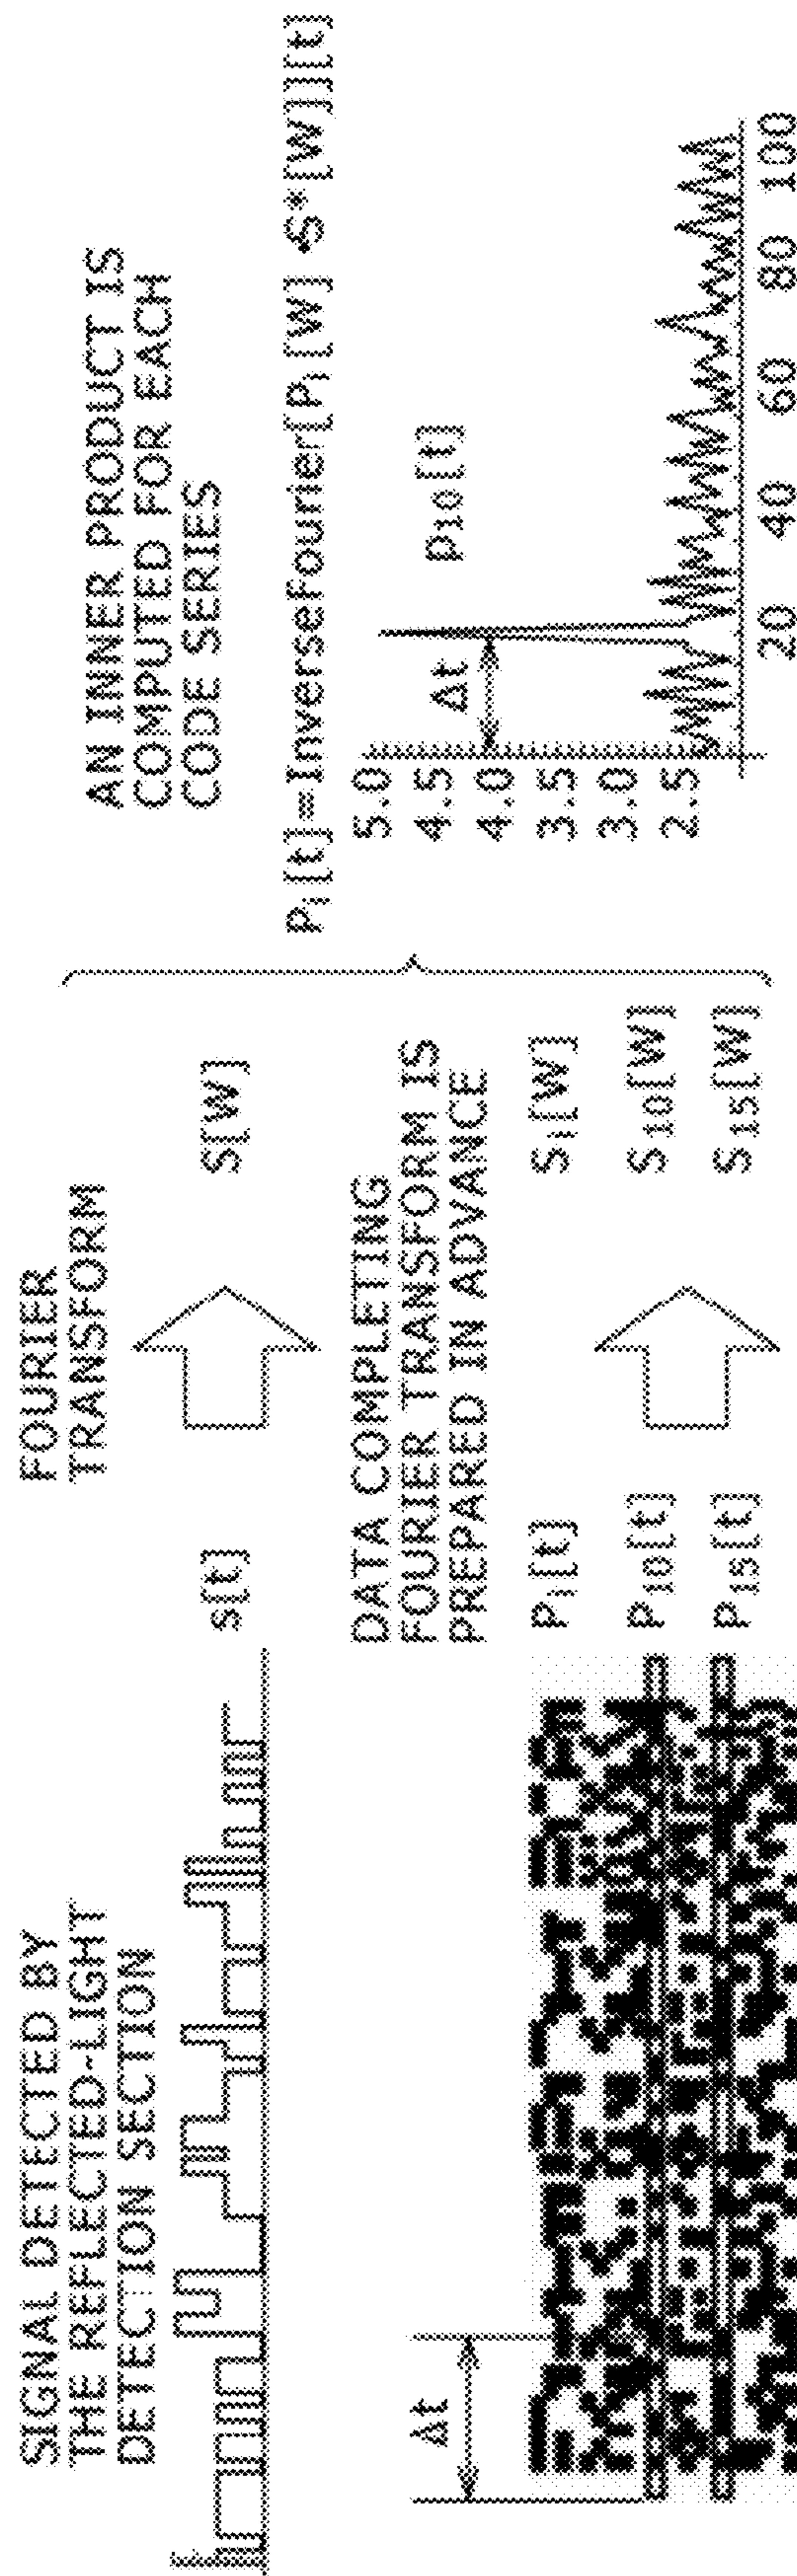 SIGNAL DETECTED BY
THE REFLECTED-LIGHT
DETECTION SECTION
s[t]
FOURIER
TRANSFORM
S[W]
DATA COMPLETING
FOURIER TRANSFORM IS
PREPARED IN ADVANCE
Δt
Pi[t]
P10[t]
P15[t]
Si[W]
S10[W]
S15[W]
AN INNER PRODUCT IS
COMPUTED FOR EACH
CODE SERIES
Pi[t]=InverseFourier[Pi[W]·S*[W]][t]
p10[t]
Δt
5.0
4.5
4.0
3.5
3.0
2.5
20 40 60 80 100